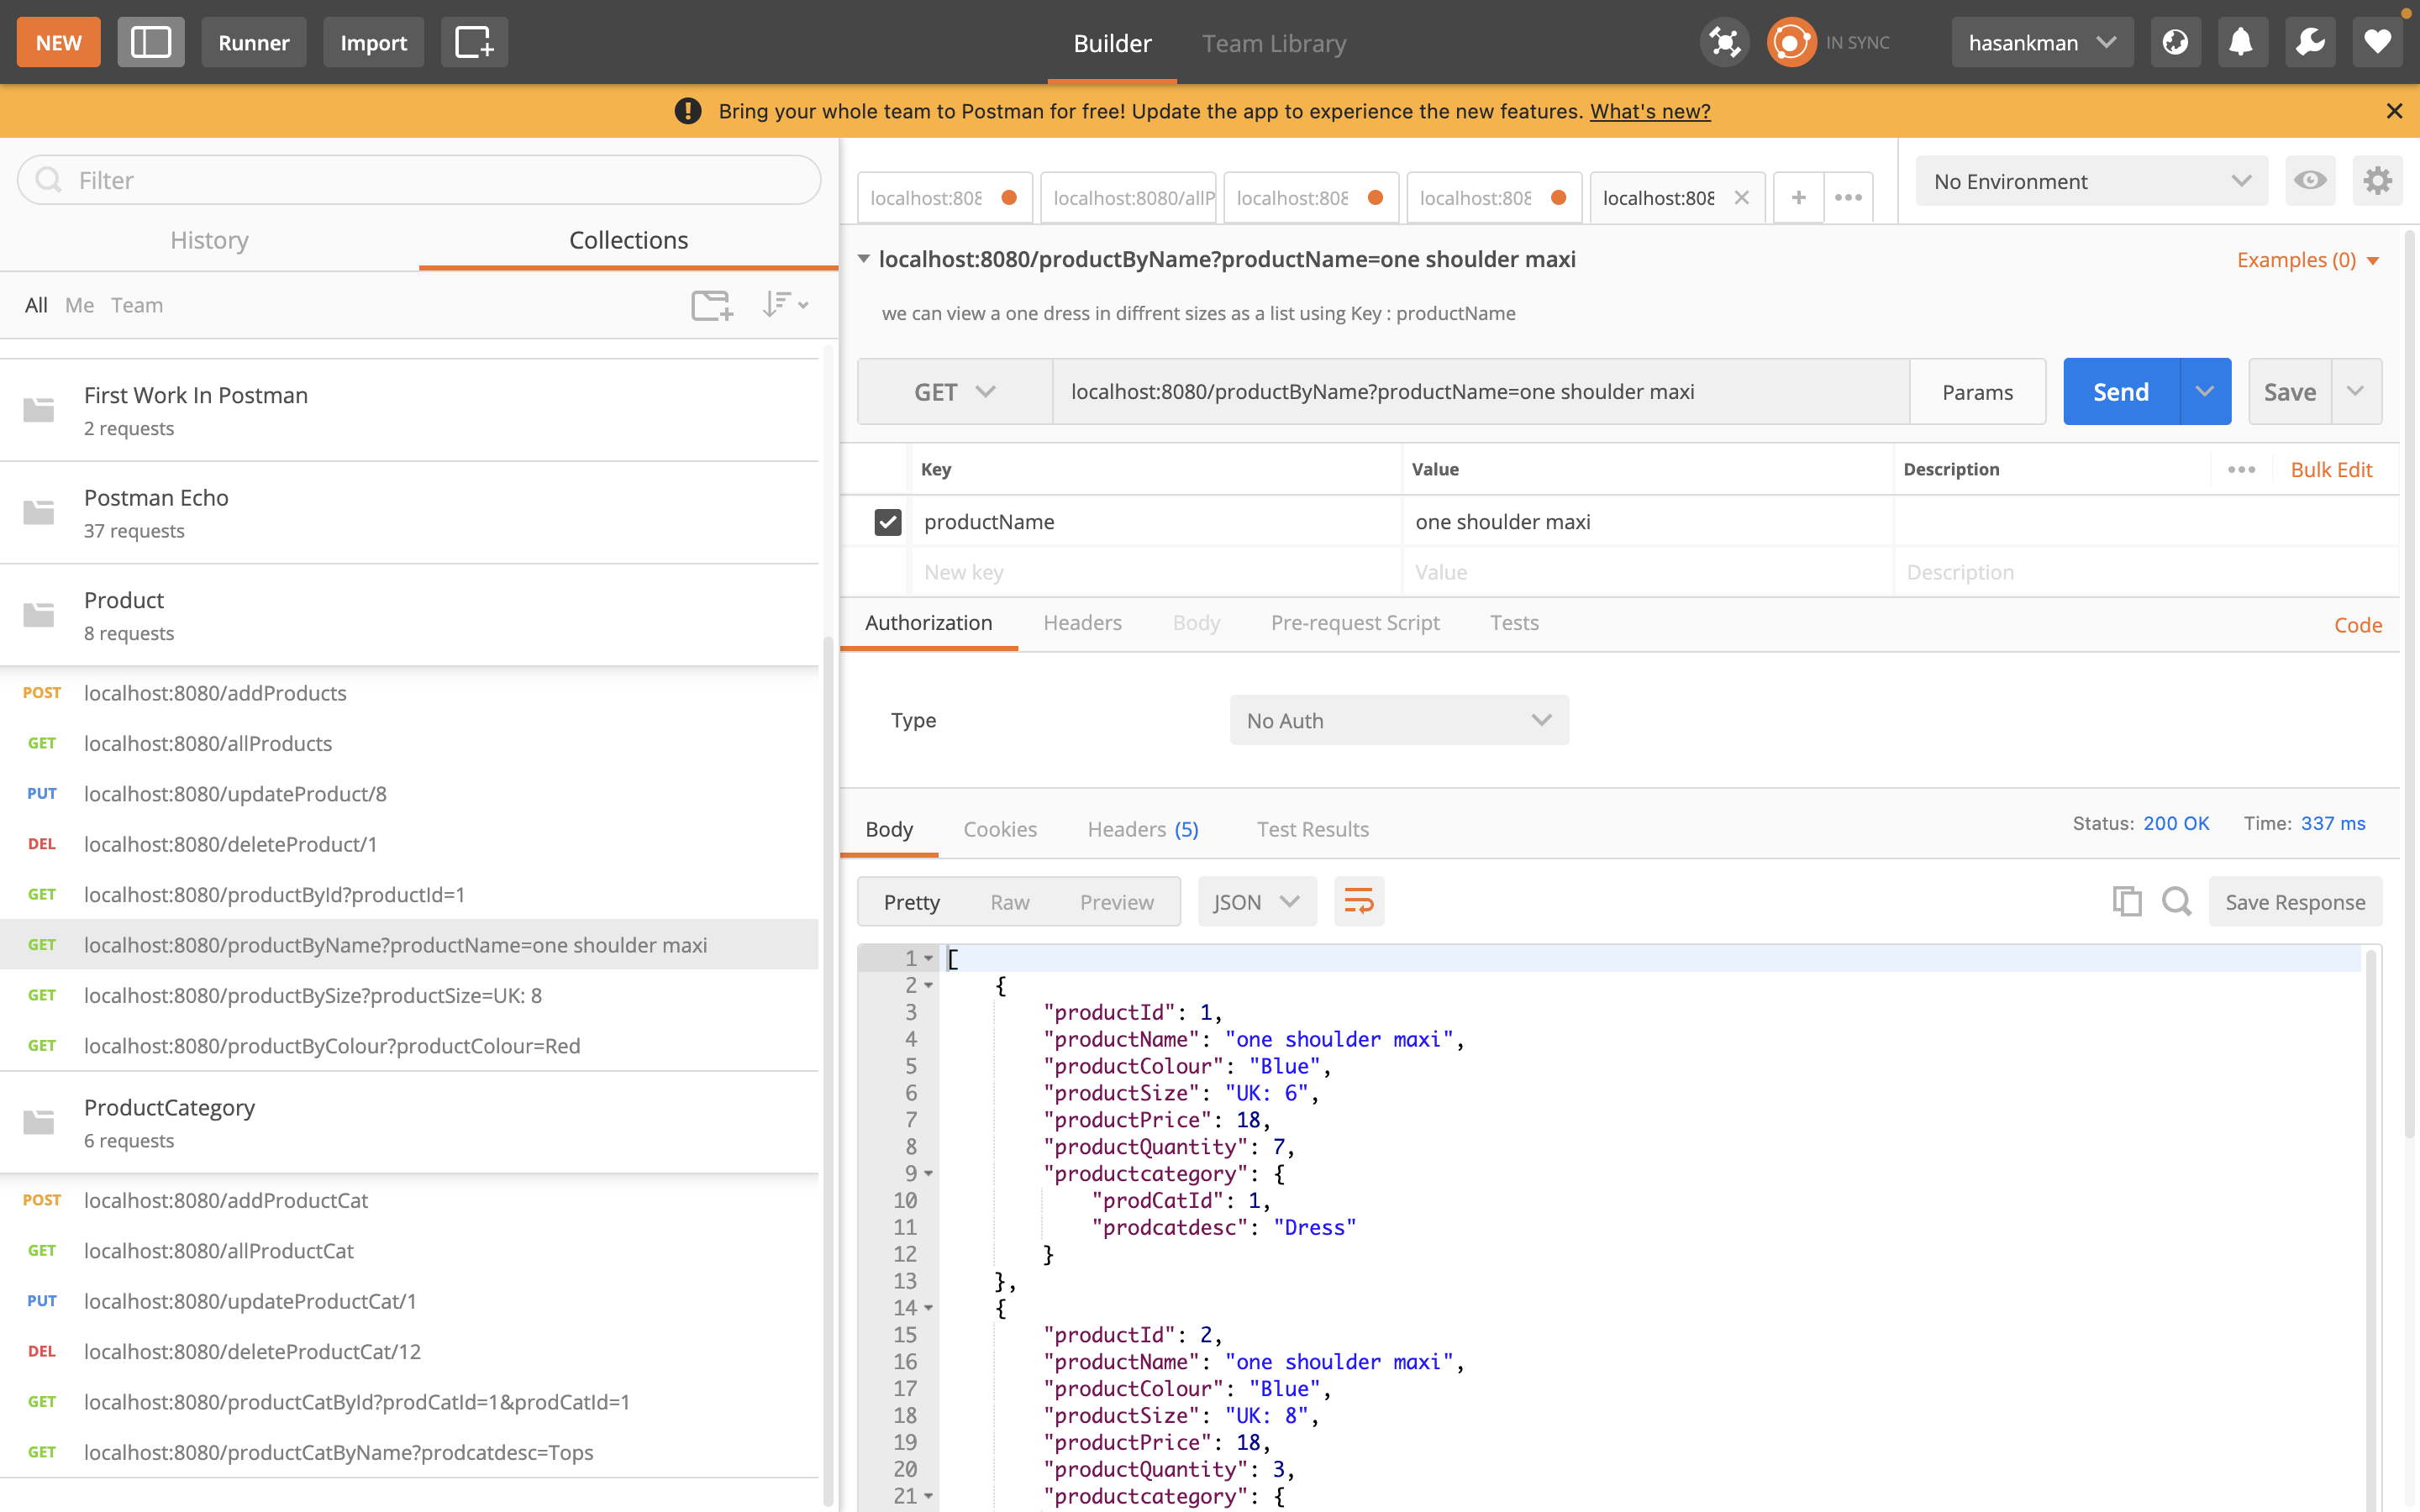 NEW
Runner
Import
Builder
Team Library
IN SYNC
hasankman
Bring your whole team to Postman for free! Update the app to experience the new features. What's new?
Filter
History
Collections
All Me Team
First Work In Postman
2 requests
Postman Echo
37 requests
Product
8 requests
POST localhost:8080/addProducts
GET localhost:8080/allProducts
PUT localhost:8080/updateProduct/8
DEL localhost:8080/deleteProduct/1
GET localhost:8080/productById?productId=1
GET localhost:8080/productByName?productName=one shoulder maxi
GET localhost:8080/productBySize?productSize=UK: 8
GET localhost:8080/productByColour?productColour=Red
ProductCategory
6 requests
POST localhost:8080/addProductCat
GET localhost:8080/allProductCat
PUT localhost:8080/updateProductCat/1
DEL localhost:8080/deleteProductCat/12
GET localhost:8080/productCatById?prodCatId=1&prodCatId=1
GET localhost:8080/productCatByName?prodcatdesc=Tops
localhost:808 localhost:8080/allP localhost:808 localhost:808 localhost:808
No Environment
localhost:8080/productByName?productName=one shoulder maxi
Examples (0)
we can view a one dress in diffrent sizes as a list using Key : productName
GET localhost:8080/productByName?productName=one shoulder maxi Params Send Save
Key Value Description Bulk Edit
productName one shoulder maxi
New key Value Description
Authorization Headers Body Pre-request Script Tests Code
Type No Auth
Body Cookies Headers (5) Test Results Status: 200 OK Time: 337 ms
Pretty Raw Preview JSON Save Response
1 [
2 {
3 "productId": 1,
4 "productName": "one shoulder maxi",
5 "productColour": "Blue",
6 "productSize": "UK: 6",
7 "productPrice": 18,
8 "productQuantity": 7,
9 "productcategory": {
10 "prodCatId": 1,
11 "prodcatdesc": "Dress"
12 }
13 },
14 {
15 "productId": 2,
16 "productName": "one shoulder maxi",
17 "productColour": "Blue",
18 "productSize": "UK: 8",
19 "productPrice": 18,
20 "productQuantity": 3,
21 "productcategory": {